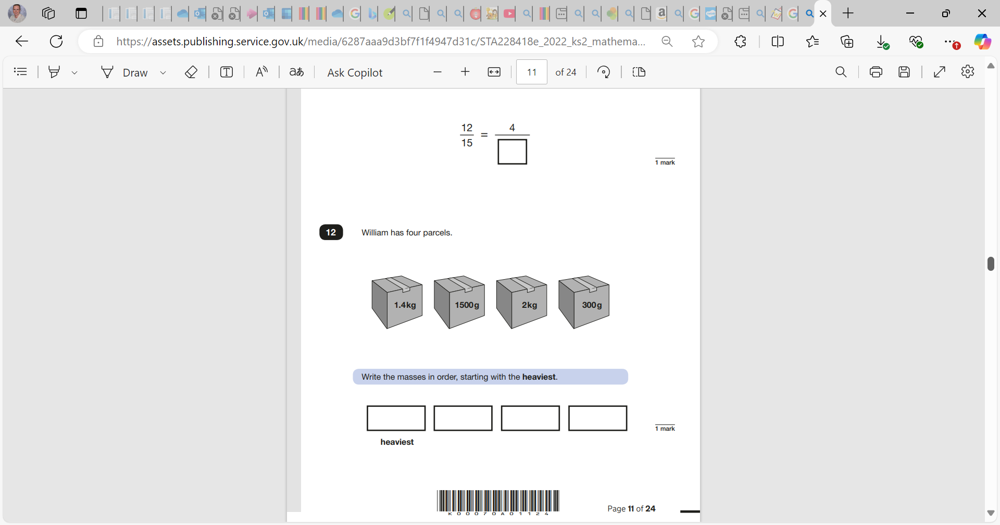 https://assets.publishing.service.gov.uk/media/6287aaa9d3bf7f1f4947d31c/STA228418e_2022_ks2_mathema...
Draw
Ask Copilot
11
of 24
12
15
=
4
1 mark
12
William has four parcels.
1.4kg
1500g
2kg
300g
Write the masses in order, starting with the heaviest.
1 mark
heaviest
K00070A01124
Page 11 of 24